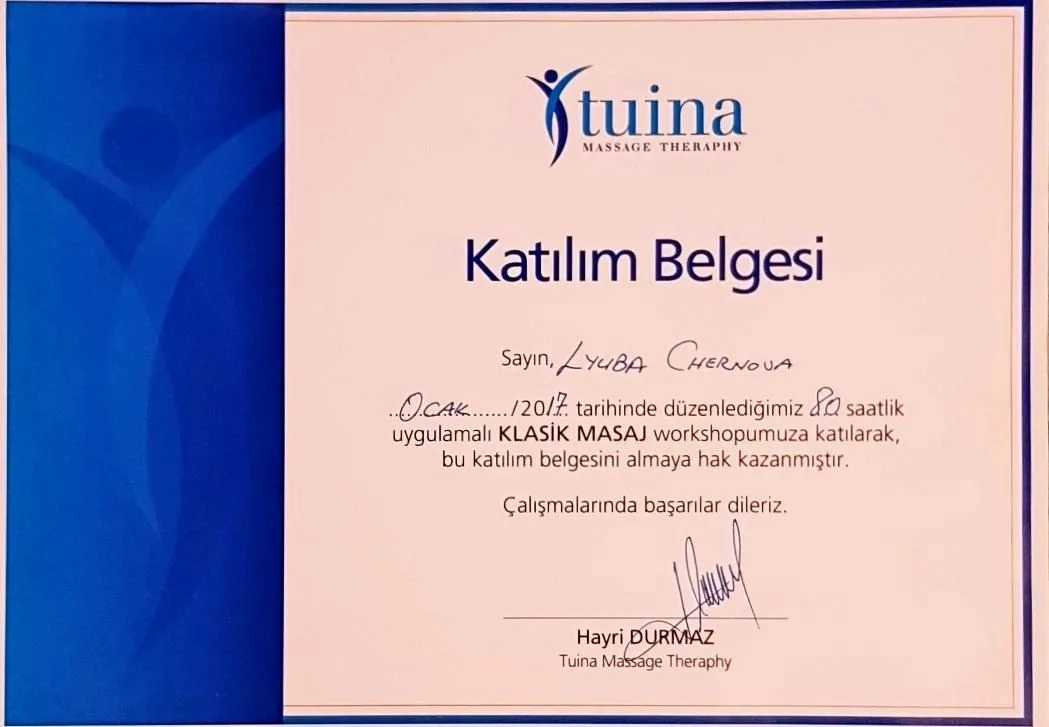 tuina
MASSAGE THERAPHY
Katılım Belgesi
Sayın, LYUBA CHERNOVA
..OCAK....../2017. tarihinde düzenlediğimiz 80 saatlik
uygulamalı KLASİK MASAJ workshopumuza katılarak,
bu katılım belgesini almaya hak kazanmıştır.
Çalışmalarında başarılar dileriz.
Hayri DURMAZ
Tuina Massage Theraphy